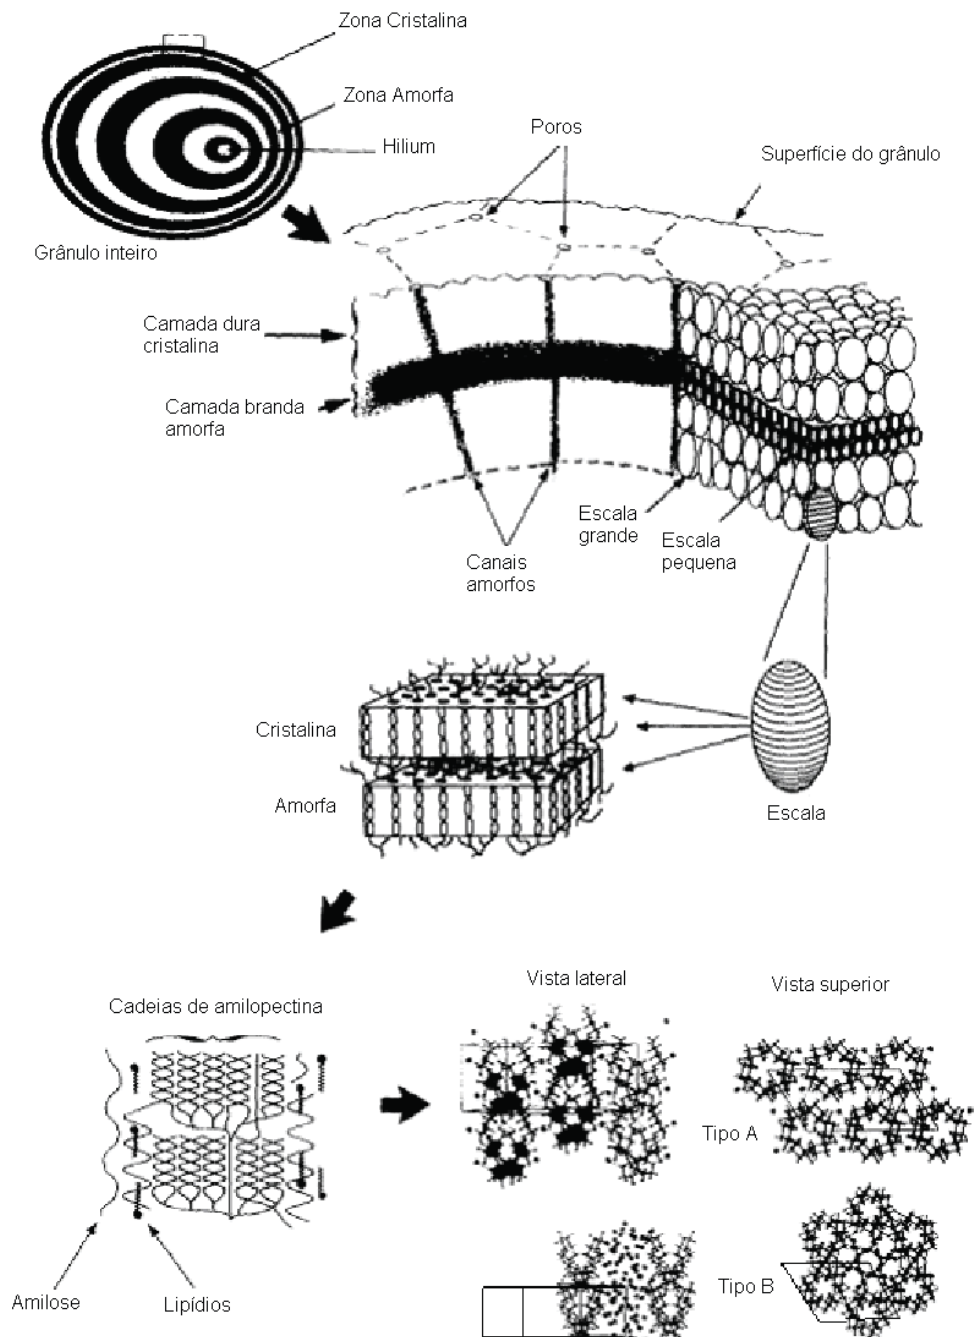 Zona Cristalina
Zona Amorfa
Hilium
Poros
Superfície do grânulo
Grânulo inteiro
Camada dura
cristalina
Camada branda
amorfa
Escala
grande
Escala
pequena
Canais
amorfos
Cristalina
Amorfa
Escala
Vista lateral
Vista superior
Cadeias de amilopectina
Tipo A
Tipo B
Amilose
Lipídios